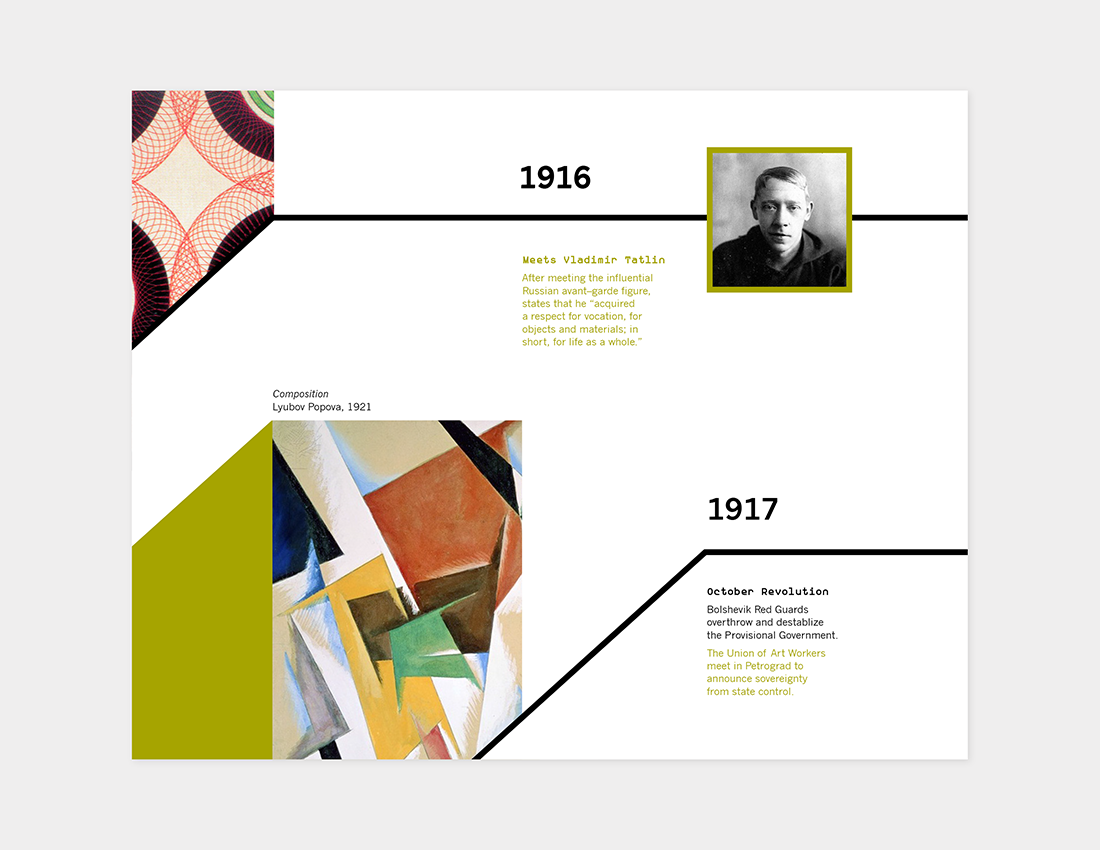 1916
Meets Vladimir Tatlin
After meeting the influential
Russian avant–garde figure,
states that he “acquired
a respect for vocation, for
objects and materials; in
short, for life as a whole.”
Composition
Lyubov Popova, 1921
1917
October Revolution
Bolshevik Red Guards
overthrow and destablize
the Provisional Government.
The Union of Art Workers
meet in Petrograd to
announce sovereignty
from state control.